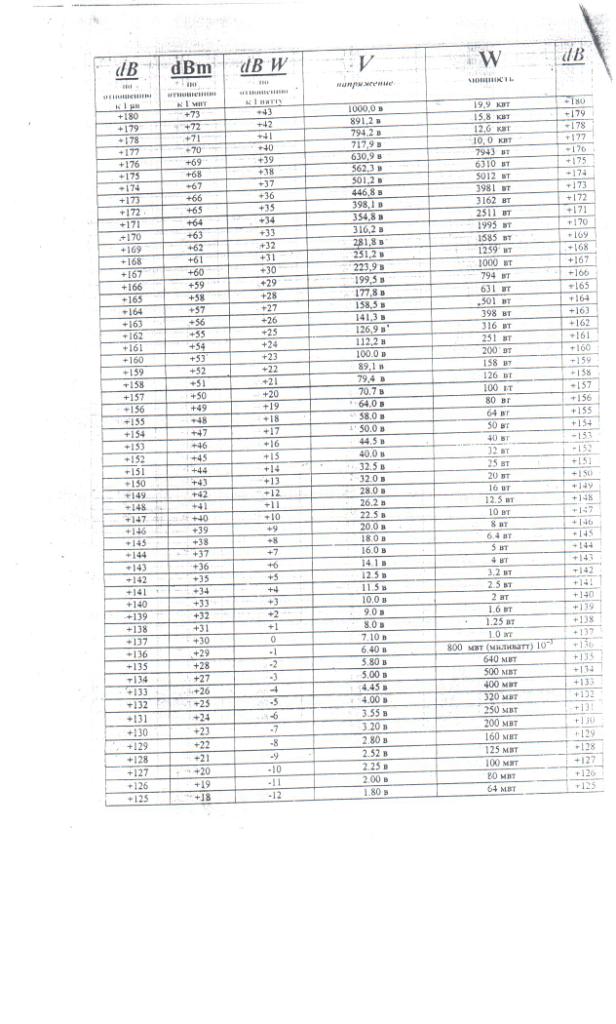 dB dBm dB W V W dB
по по по напряжение мощность
отношению отношению отношению
к 1 мв к 1 мвт к 1 ватту
+180 +73 +43 1000,0 в 19,9 квт +180
+179 +72 +42 891,2 в 15,8 квт +179
+178 +71 +41 794,2 в 12,6 квт +178
+177 +70 +40 717,9 в 10, 0 квт +177
+176 +69 +39 630,9 в 7943 вт +176
+175 +68 +38 562,3 в 6310 вт +175
+174 +67 +37 501,2 в 5012 вт +174
+173 +66 +36 446,8 в 3981 вт +173
+172 +65 +35 398,1 в 3162 вт +172
+171 +64 +34 354,8 в 2511 вт +171
+170 +63 +33 316,2 в 1995 вт +170
+169 +62 +32 281,8 в 1585 вт +169
+168 +61 +31 251,2 в 1259 вт +168
+167 +60 +30 223,9 в 1000 вт +167
+166 +59 +29 199,5 в 794 вт +166
+165 +58 +28 177,8 в 631 вт +165
+164 +57 +27 158,5 в 501 вт +164
+163 +56 +26 141,3 в 398 вт +163
+162 +55 +25 126,9 в 316 вт +162
+161 +54 +24 112,2 в 251 вт +161
+160 +53 +23 100.0 в 200 вт +160
+159 +52 +22 89,1 в 158 вт +159
+158 +51 +21 79,4 в 126 вт +158
+157 +50 +20 70.7 в 100 вт +157
+156 +49 +19 64.0 в 80 вт +156
+155 +48 +18 58.0 в 64 вт +155
+154 +47 +17 50.0 в 50 вт +154
+153 +46 +16 44.5 в 40 вт +153
+152 +45 +15 40.0 в 32 вт +152
+151 +44 +14 32.5 в 25 вт +151
+150 +43 +13 32.0 в 20 вт +150
+149 +42 +12 28.0 в 16 вт +149
+148 +41 +11 26.2 в 12.5 вт +148
+147 +40 +10 22.5 в 10 вт +147
+146 +39 +9 20.0 в 8 вт +146
+145 +38 +8 18.0 в 6.4 вт +145
+144 +37 +7 16.0 в 5 вт +144
+143 +36 +6 14.1 в 4 вт +143
+142 +35 +5 12.5 в 3.2 вт +142
+141 +34 +4 11.5 в 2.5 вт +141
+140 +33 +3 10.0 в 2 вт +140
+139 +32 +2 9.0 в 1.6 вт +139
+138 +31 +1 8.0 в 1.25 вт +138
+137 +30 0 7.10 в 1.0 вт +137
+136 +29 -1 6.40 в 800 мвт (миливатт) 10⁻³ +136
+135 +28 -2 5.80 в 640 мвт +135
+134 +27 -3 5.00 в 500 мвт +134
+133 +26 -4 4.45 в 400 мвт +133
+132 +25 -5 4.00 в 320 мвт +132
+131 +24 -6 3.55 в 250 мвт +131
+130 +23 -7 3.20 в 200 мвт +130
+129 +22 -8 2.80 в 160 мвт +129
+128 +21 -9 2.52 в 125 мвт +128
+127 +20 -10 2.25 в 100 мвт +127
+126 +19 -11 2.00 в 80 мвт +126
+125 +18 -12 1.80 в 64 мвт +125